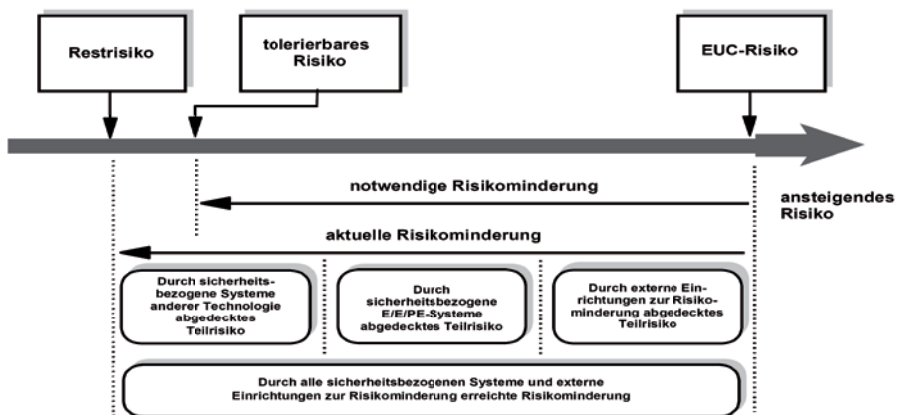 Restrisiko
tolerierbares
Risiko
EUC-Risiko
notwendige Risikominderung
ansteigendes
Risiko
aktuelle Risikominderung
Durch sicherheits-
bezogene Systeme
anderer Technologie
abgedecktes
Teilrisiko
Durch
sicherheitsbezogene
E/E/PE-Systeme
abgedecktes Teilrisiko
Durch externe Ein-
richtungen zur Risiko-
minderung abgedecktes
Teilrisiko
Durch alle sicherheitsbezogenen Systeme und externe
Einrichtungen zur Risikominderung erreichte Risikominderung